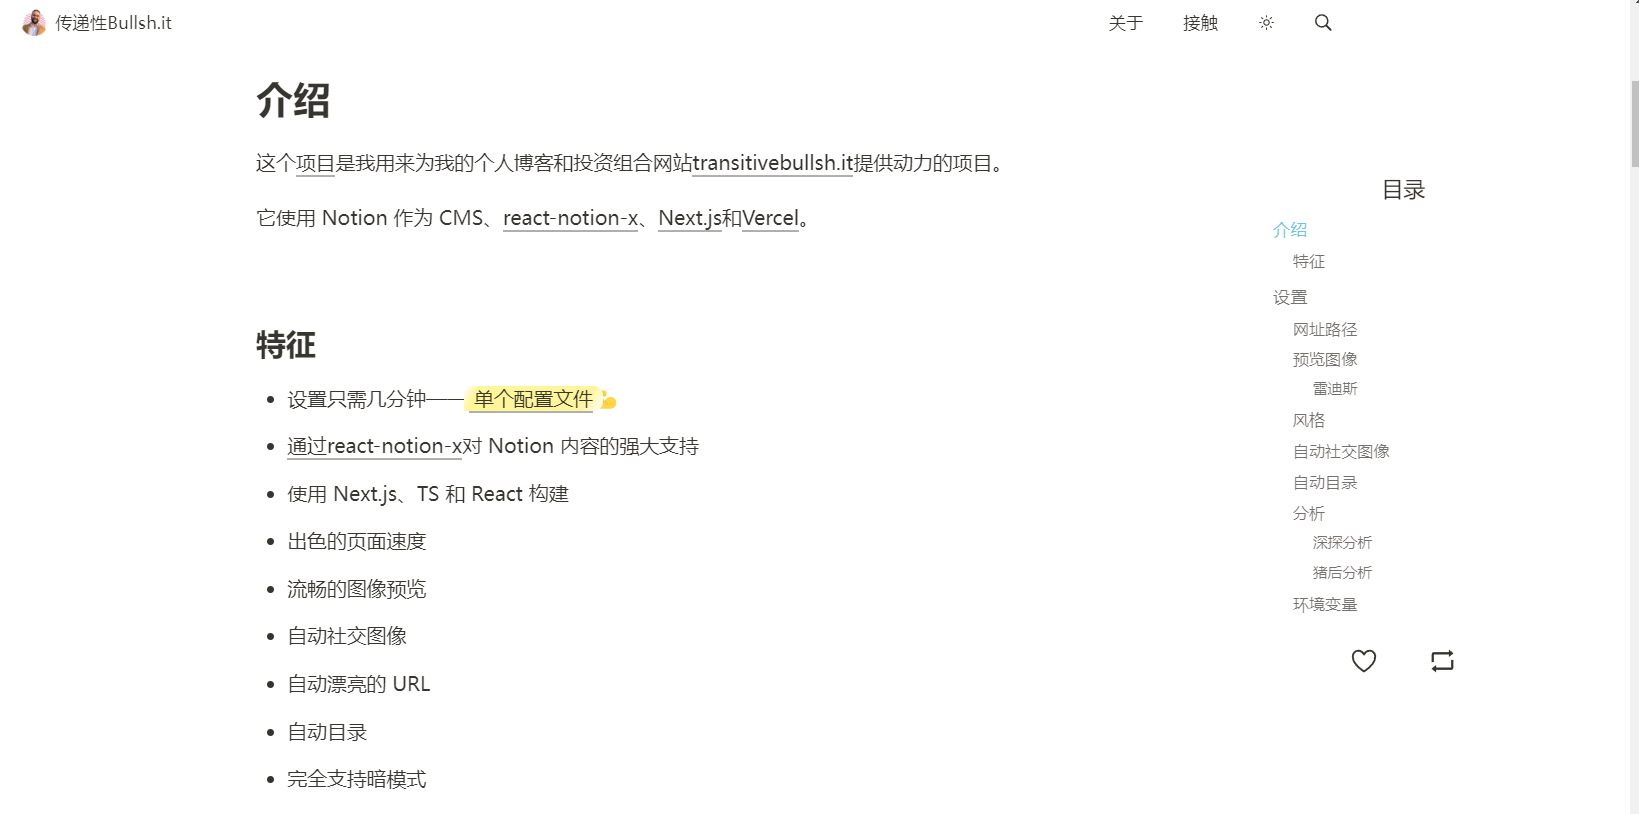 传递性Bullsh.it
关于
接触
介绍
这个项目是我用来为我的个人博客和投资组合网站transitivebullsh.it提供动力的项目。
它使用 Notion 作为 CMS、react-notion-x、Next.js和Vercel。
特征
设置只需几分钟——单个配置文件
通过react-notion-x对 Notion 内容的强大支持
使用 Next.js、TS 和 React 构建
出色的页面速度
流畅的图像预览
自动社交图像
自动漂亮的 URL
自动目录
完全支持暗模式
目录
介绍
特征
设置
网址路径
预览图像
雷迪斯
风格
自动社交图像
自动目录
分析
深探分析
猪后分析
环境变量